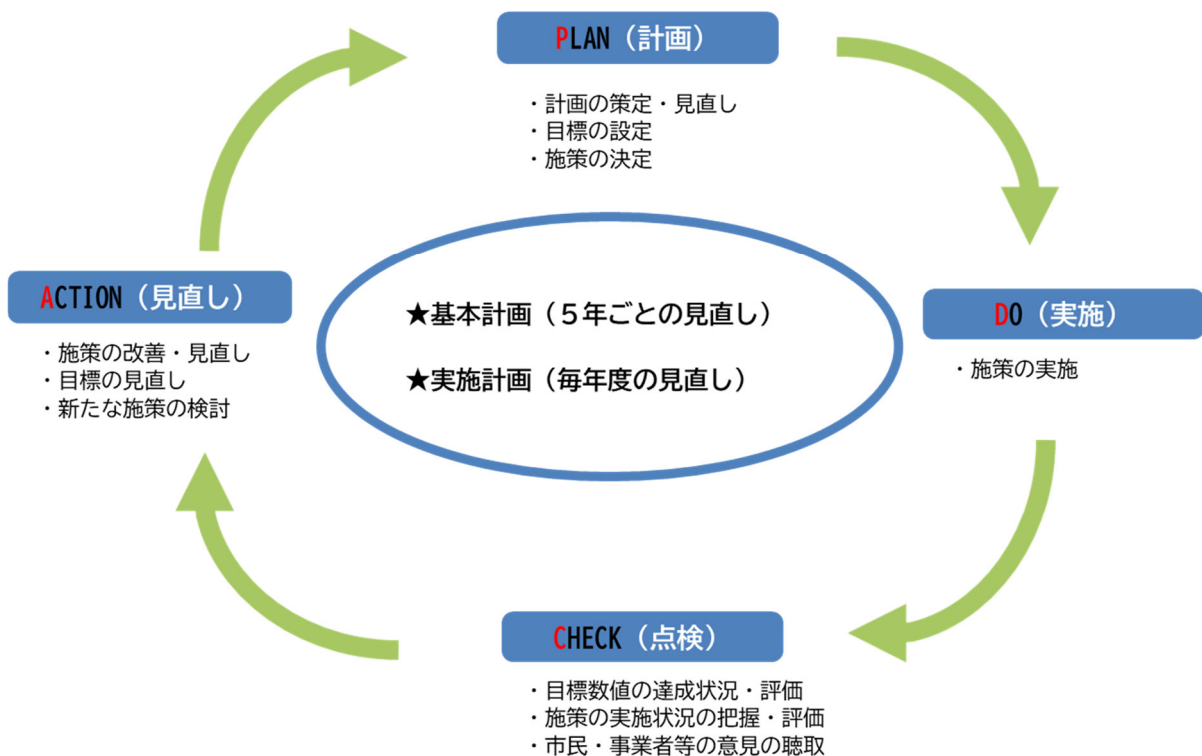 PLAN（計画）
・計画の策定・見直し
・目標の設定
・施策の決定
DO（実施）
・施策の実施
CHECK（点検）
・目標数値の達成状況・評価
・施策の実施状況の把握・評価
・市民・事業者等の意見の聴取
ACTION（見直し）
・施策の改善・見直し
・目標の見直し
・新たな施策の検討
★基本計画（５年ごとの見直し）
★実施計画（毎年度の見直し）